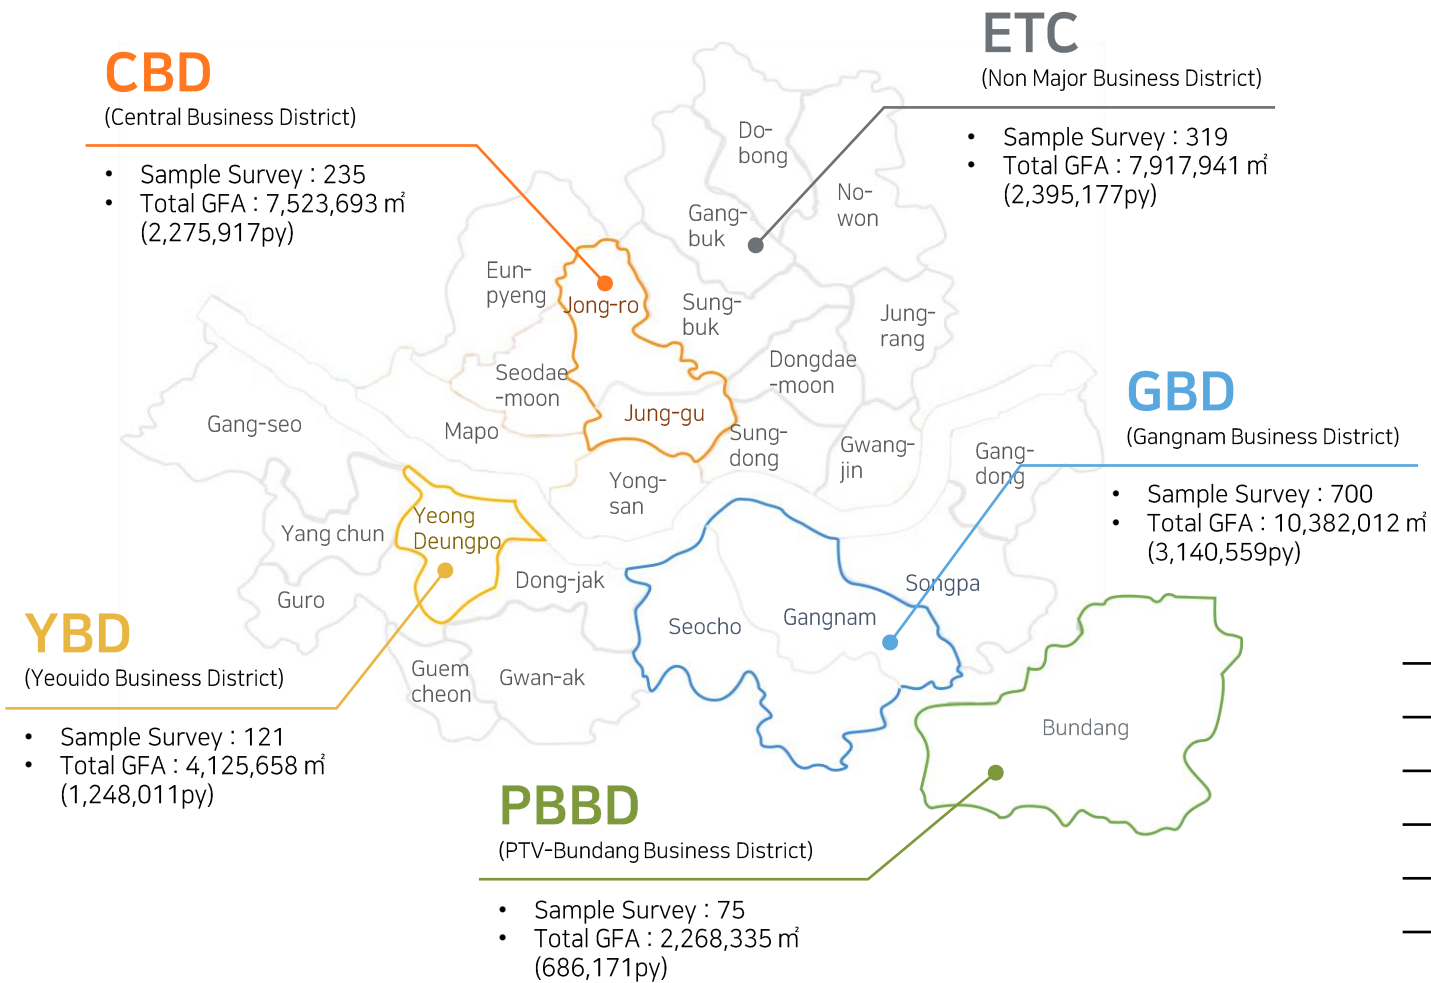 ETC
(Non Major Business District)
• Sample Survey : 319
• Total GFA : 7,917,941 ㎡
(2,395,177py)
CBD
(Central Business District)
• Sample Survey : 235
• Total GFA : 7,523,693 ㎡
(2,275,917py)
Do-
bong
No-
won
Gang-
buk
Eun-
pyeng
Jong-ro
Sung-
buk
Jung-
rang
Dongdae
-moon
Seodae
-moon
Jung-gu
Gang-seo
Mapo
Sung-
dong
Gwang-
jin
Gang-
dong
Yong-
san
GBD
(Gangnam Business District)
• Sample Survey : 700
• Total GFA : 10,382,012 ㎡
(3,140,559py)
Yang chun
Yeong
Deungpo
Dong-jak
Guro
Songpa
Seocho
Gangnam
Guem
cheon
Gwan-ak
Bundang
YBD
(Yeouido Business District)
• Sample Survey : 121
• Total GFA : 4,125,658 ㎡
(1,248,011py)
PBBD
(PTV-Bundang Business District)
• Sample Survey : 75
• Total GFA : 2,268,335 ㎡
(686,171py)